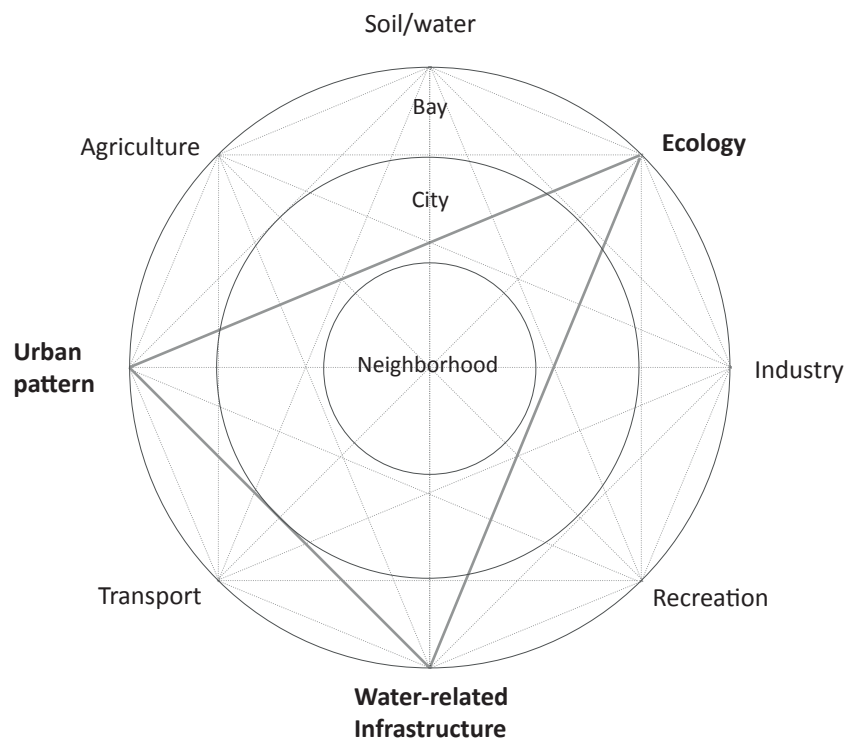 Soil/water
Bay
Agriculture
Ecology
City
Urban
pattern
Neighborhood
Industry
Transport
Recreation
Water-related
Infrastructure